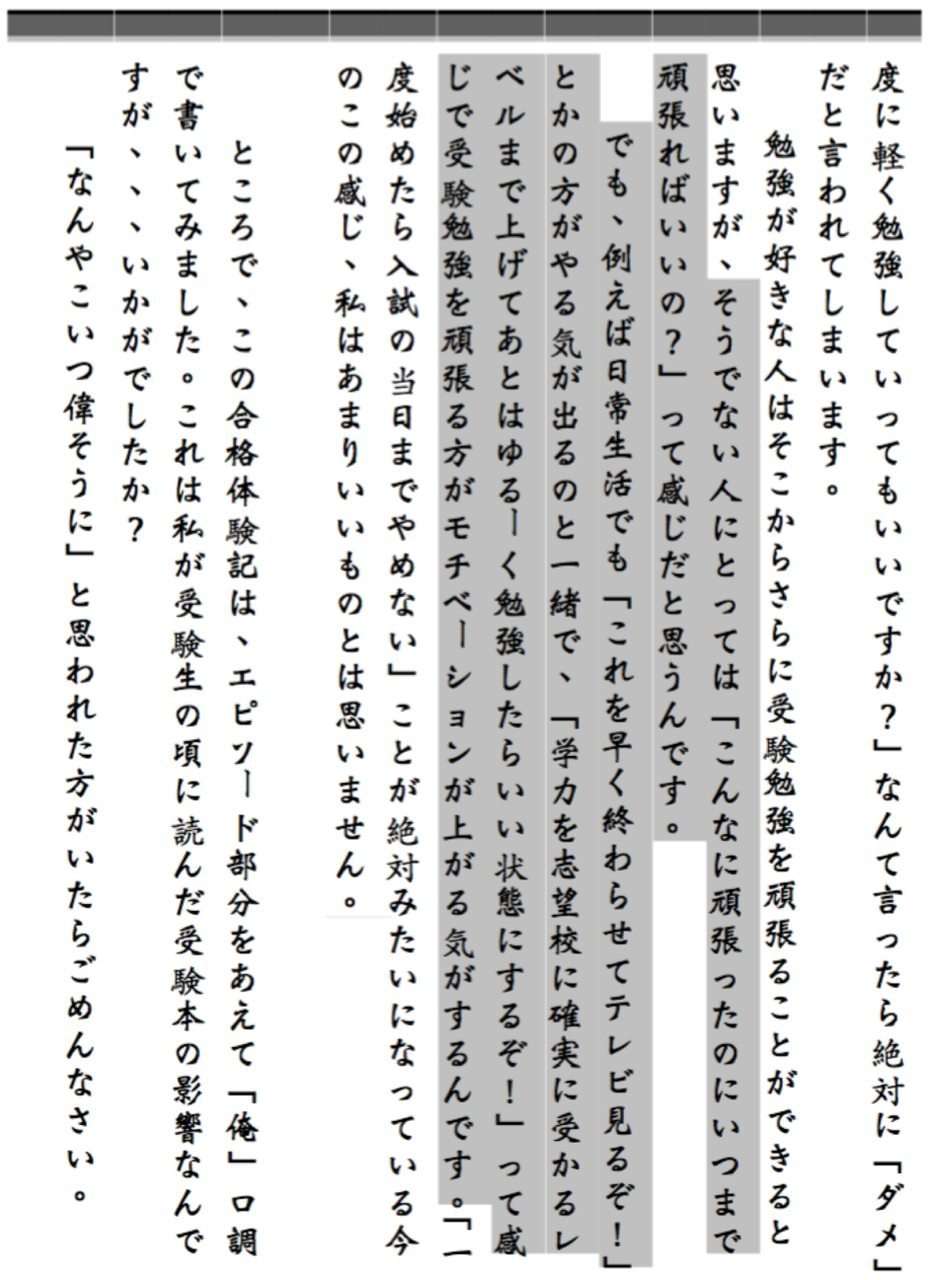 度に軽く勉強していってもいいですか?」なんて言ったら絶対に「ダメ」
だと言われてしまいます。
勉強が好きな人はそこからさらに受験勉強を頑張ることができると
思いますが、そうでない人にとっては「こんなに頑張ったのにいつまで
頑張ればいいの?」って感じだと思うんです。
でも、例えば日常生活でも「これを早く終わらせてテレビ見るぞ!」
とかの方がやる気が出るのと一緒で、「学力を志望校に確実に受かるレ
ベルまで上げてあとはゆるーく勉強したらいい状態にするぞ!」って感
じで受験勉強を頑張る方がモチベーションが上がる気がするんです。「一
度始めたら入試の当日までやめない」ことが絶対みたいになっている今
のこの感じ、私はあまりいいものとは思いません。
ところで、この合格体験記は、エピソード部分をあえて「俺」口調
で書いてみました。これは私が受験生の頃に読んだ受験本の影響なんで
すが、、、いかがでしたか?
「なんやこいつ偉そうに」と思われた方がいたらごめんなさい。